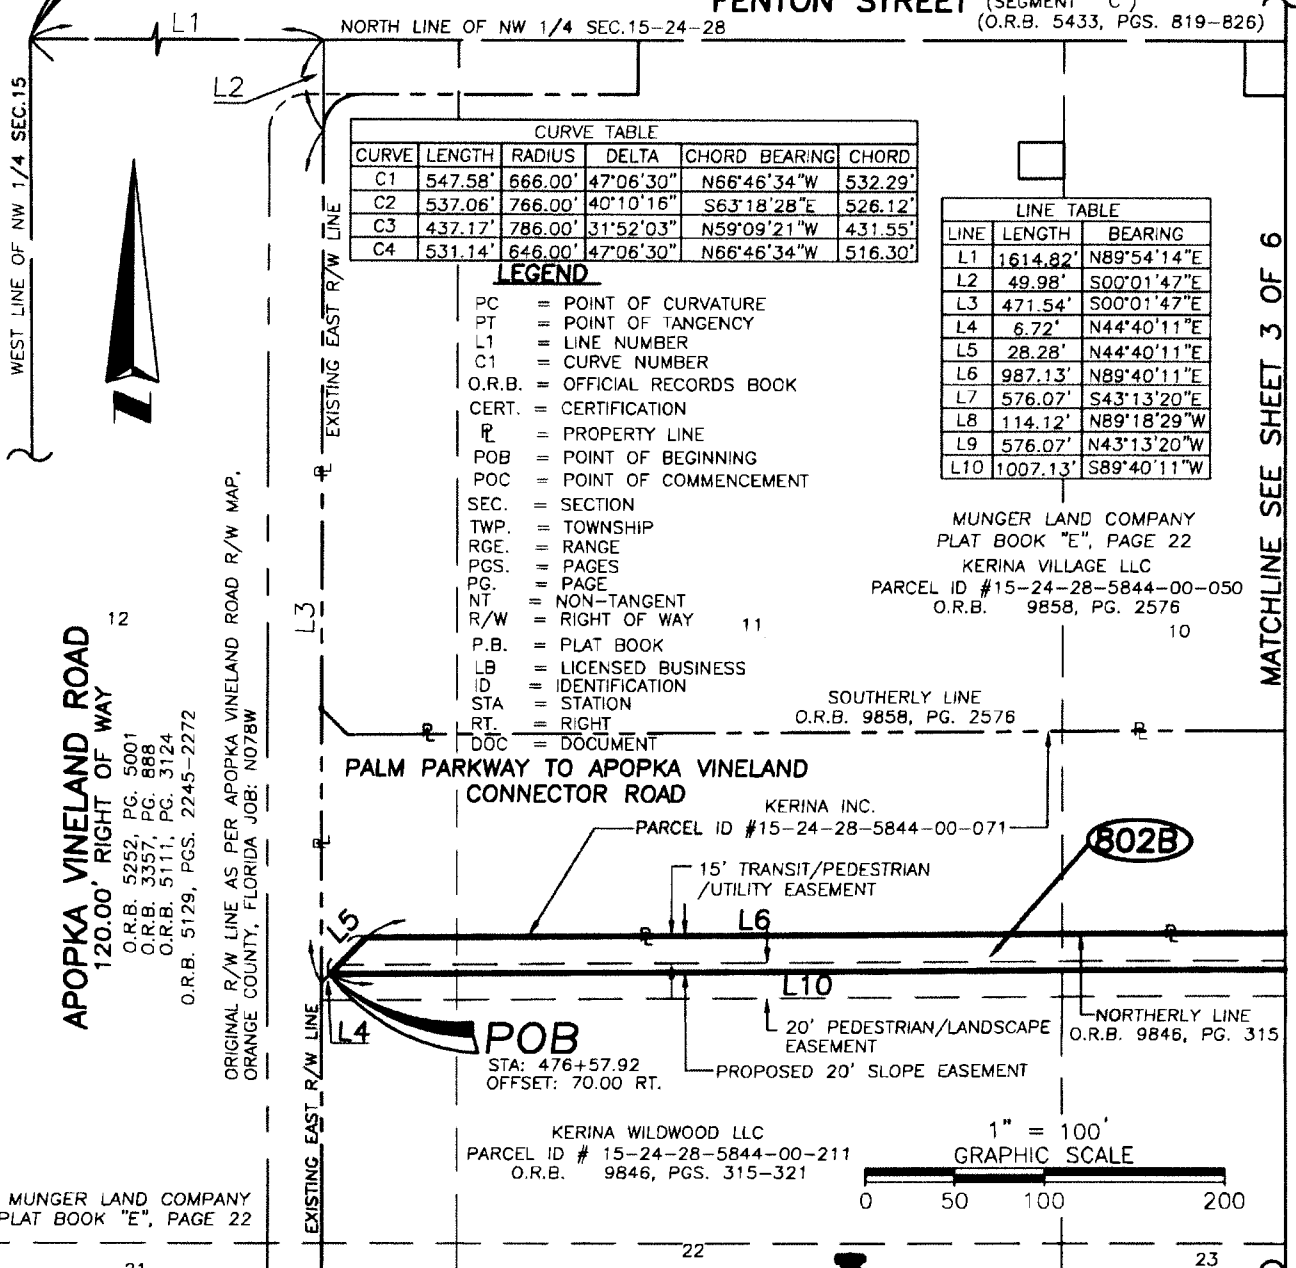 FENTON STREET (SEGMENT "C")
(O.R.B. 5433, PGS. 819-826)
L1
NORTH LINE OF NW 1/4 SEC.15-24-28
L2
WEST LINE OF NW 1/4 SEC.15
CURVE TABLE
CURVE LENGTH RADIUS DELTA CHORD BEARING CHORD
C1 547.58' 666.00' 47°06'30" N66°46'34"W 532.29'
C2 537.06' 766.00' 40°10'16" S63°18'28"E 526.12'
C3 437.17' 786.00' 31°52'03" N59°09'21"W 431.55'
C4 531.14' 646.00' 47°06'30" N66°46'34"W 516.30'
LINE TABLE
LINE LENGTH BEARING
L1 1614.82' N89°54'14"E
L2 49.98' S00°01'47"E
L3 471.54' S00°01'47"E
L4 6.72' N44°40'11"E
L5 28.28' N44°40'11"E
L6 987.13' N89°40'11"E
L7 576.07' S43°13'20"E
L8 114.12' N89°18'29"W
L9 576.07' N43°13'20"W
L10 1007.13' S89°40'11"W
LEGEND
PC = POINT OF CURVATURE
PT = POINT OF TANGENCY
L1 = LINE NUMBER
C1 = CURVE NUMBER
O.R.B. = OFFICIAL RECORDS BOOK
CERT. = CERTIFICATION
PL = PROPERTY LINE
POB = POINT OF BEGINNING
POC = POINT OF COMMENCEMENT
SEC. = SECTION
TWP. = TOWNSHIP
RGE. = RANGE
PGS. = PAGES
PG. = PAGE
NT = NON-TANGENT
R/W = RIGHT OF WAY
P.B. = PLAT BOOK
LB = LICENSED BUSINESS
ID = IDENTIFICATION
STA = STATION
RT. = RIGHT
DOC = DOCUMENT
EXISTING EAST R/W LINE
PL
L3
MATCHLINE SEE SHEET 3 OF 6
MUNGER LAND COMPANY
PLAT BOOK "E", PAGE 22
KERINA VILLAGE LLC
PARCEL ID #15-24-28-5844-00-050
O.R.B. 9858, PG. 2576
12
11
10
APOPKA VINELAND ROAD
120.00' RIGHT OF WAY
O.R.B. 5252, PG. 5001
O.R.B. 3357, PG. 888
O.R.B. 5111, PG. 3124
O.R.B. 5129, PGS. 2245-2272
ORIGINAL R/W LINE AS PER APOPKA VINELAND ROAD R/W MAP,
ORANGE COUNTY, FLORIDA JOB: N078W
SOUTHERLY LINE
O.R.B. 9858, PG. 2576
PL
PL
PALM PARKWAY TO APOPKA VINELAND
CONNECTOR ROAD
KERINA INC.
PARCEL ID #15-24-28-5844-00-071
802B
PL
15' TRANSIT/PEDESTRIAN
/UTILITY EASEMENT
L5
L6
PL
PL
L10
L4
POB
STA: 476+57.92
OFFSET: 70.00 RT.
20' PEDESTRIAN/LANDSCAPE
EASEMENT
NORTHERLY LINE
O.R.B. 9846, PG. 315
PROPOSED 20' SLOPE EASEMENT
EXISTING EAST R/W LINE
KERINA WILDWOOD LLC
PARCEL ID # 15-24-28-5844-00-211
O.R.B. 9846, PGS. 315-321
1" = 100'
GRAPHIC SCALE
0 50 100 200
MUNGER LAND COMPANY
PLAT BOOK "E", PAGE 22
21
22
23